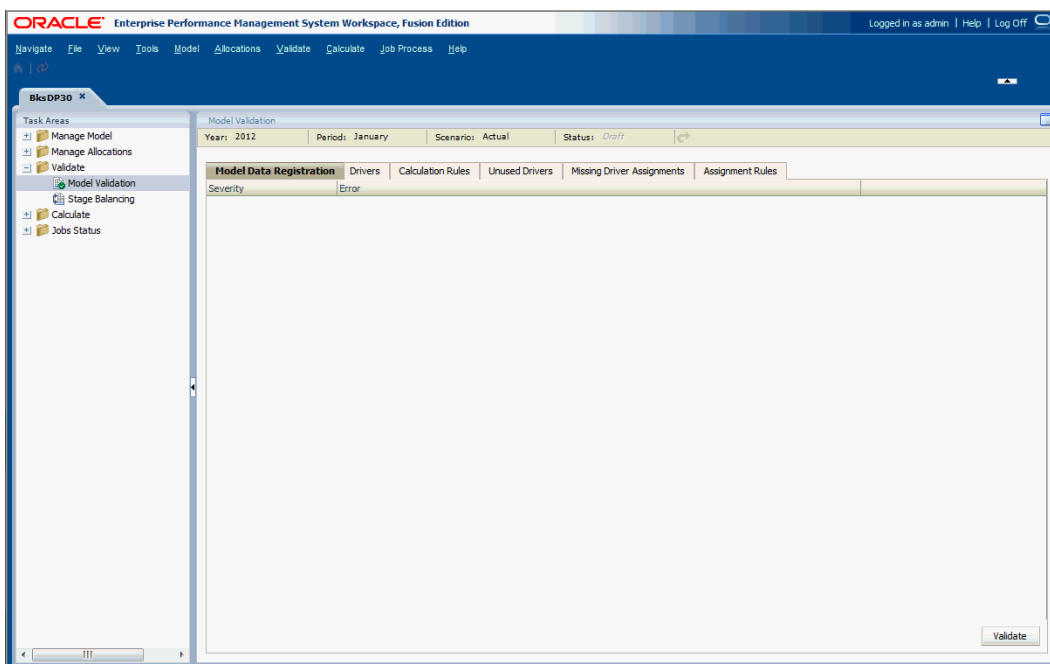 ORACLE Enterprise Performance Management System Workspace, Fusion Edition
Logged in as admin | Help | Log Off
Navigate File View Tools Model Allocations Validate Calculate Job Process Help
BksDP30 ×
Task Areas
Manage Model
Manage Allocations
Validate
Model Validation
Stage Balancing
Calculate
Jobs Status
Model Validation
Year: 2012 Period: January Scenario: Actual Status: Draft
Model Data Registration Drivers Calculation Rules Unused Drivers Missing Driver Assignments Assignment Rules
Severity Error
Validate